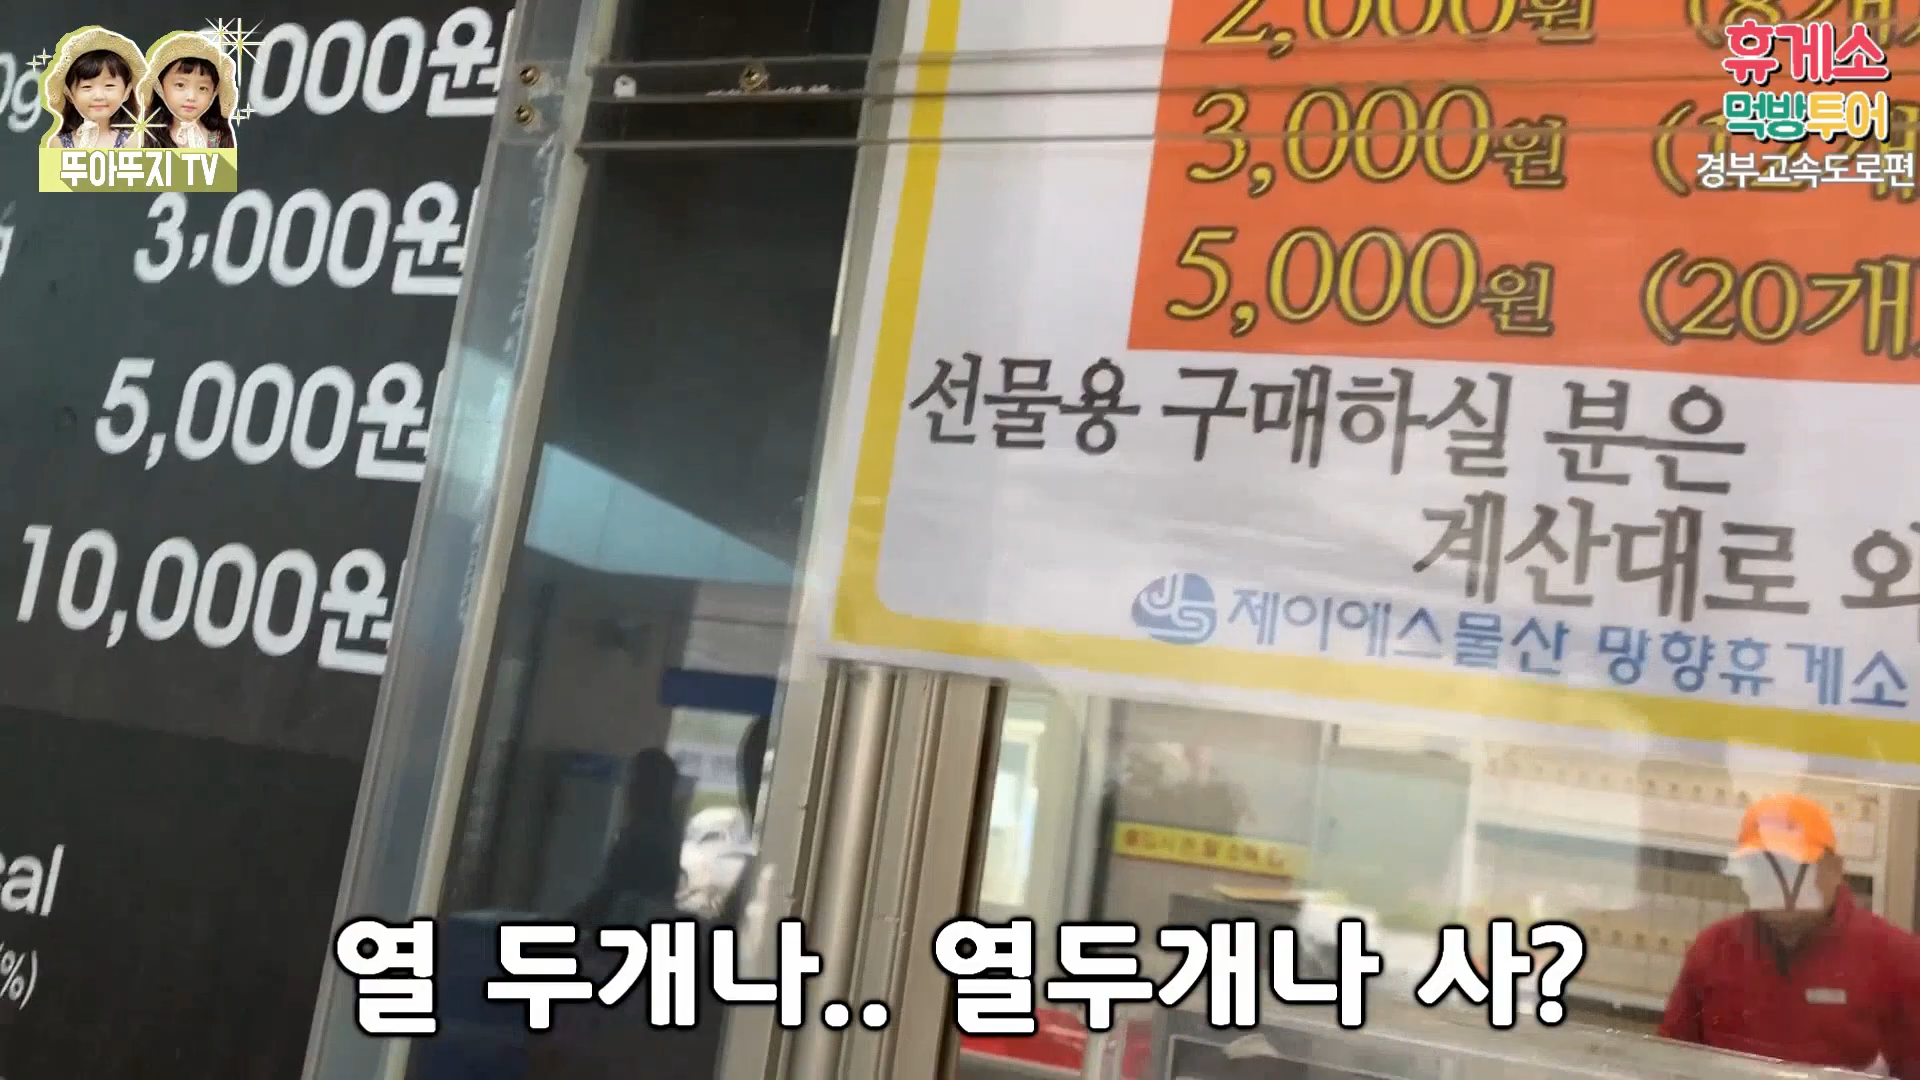 뚜아뚜지 TV
휴게소
먹방투어
경부고속도로편
000원
3,000원
5,000원
10,000원
cal
(%)
2,000원 (8개
3,000원
5,000원 (20개
선물용 구매하실 분은
계산대로
JS 제이에스물산 망향휴게소
열 두개나.. 열두개나 사?